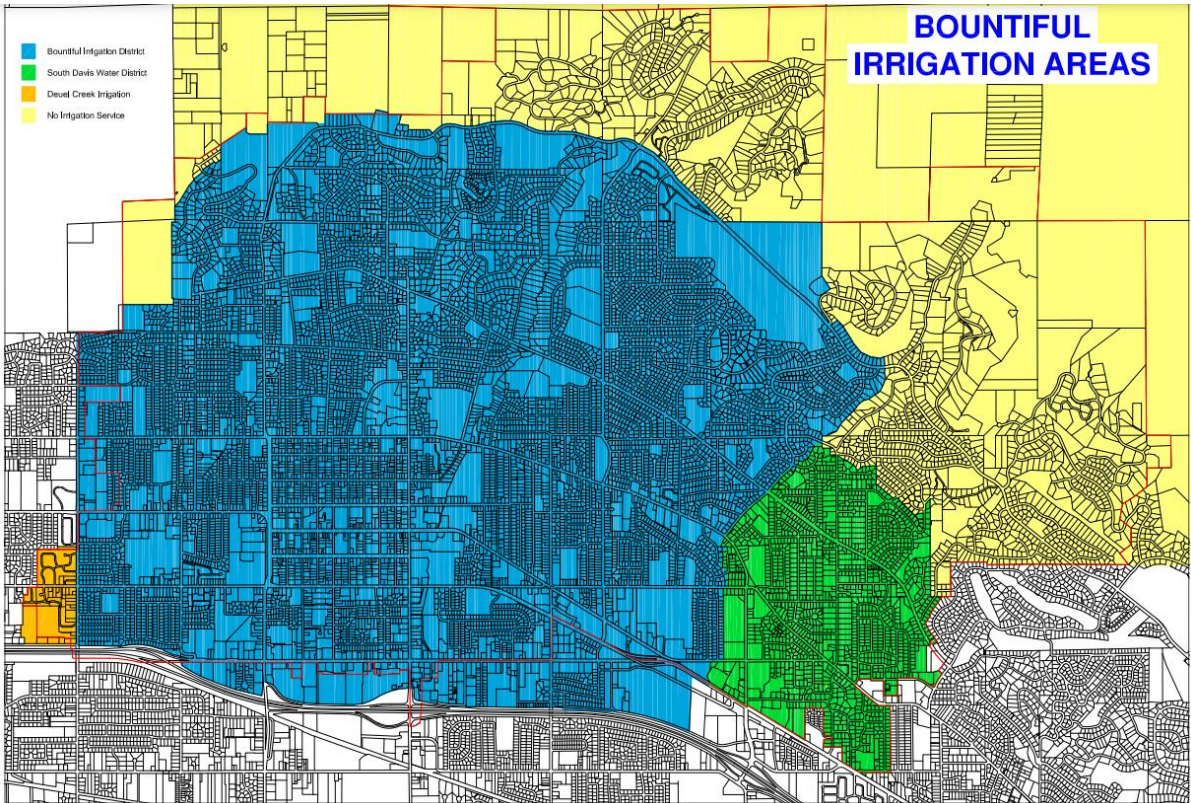 BOUNTIFUL
IRRIGATION AREAS
Bountiful Irrigation District
South Davis Water District
Deuel Creek Irrigation
No Irrigation Service